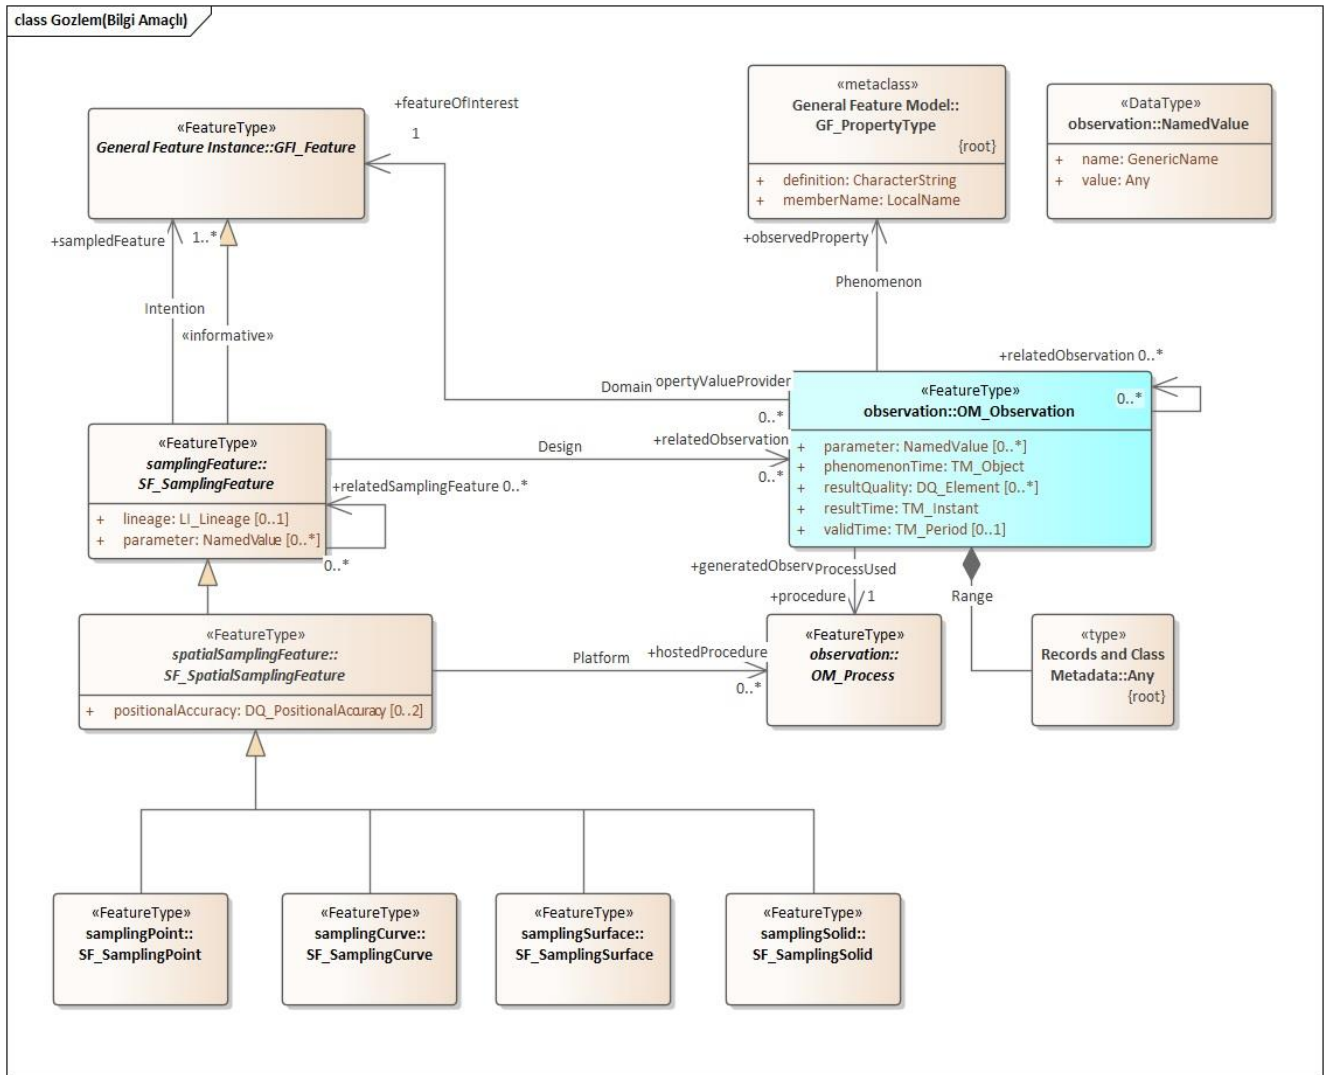 class Gozlem(Bilgi Amaçlı)
+featureOfInterest
1
«FeatureType»
General Feature Instance::GFI_Feature
«metaclass»
General Feature Model::
GF_PropertyType
{root}
+ definition: CharacterString
+ memberName: LocalName
«DataType»
observation::NamedValue
+ name: GenericName
+ value: Any
+sampledFeature
1..*
+observedProperty
Phenomenon
Intention
«informative»
+relatedObservation 0..*
0..*
Domain
opertyValueProvider
0..*
«FeatureType»
observation::OM_Observation
+ parameter: NamedValue [0..*]
+ phenomenonTime: TM_Object
+ resultQuality: DQ_Element [0..*]
+ resultTime: TM_Instant
+ validTime: TM_Period [0..1]
«FeatureType»
samplingFeature::
SF_SamplingFeature
+ lineage: LI_Lineage [0..1]
+ parameter: NamedValue [0..*]
Design
+relatedObservation
0..*
+relatedSamplingFeature 0..*
0..*
+generatedObserv
ProcessUsed
+procedure
1
Range
«FeatureType»
spatialSamplingFeature::
SF_SpatialSamplingFeature
+ positionalAccuracy: DQ_PositionalAccuracy [0..2]
Platform
+hostedProcedure
0..*
«FeatureType»
observation::
OM_Process
«type»
Records and Class
Metadata::Any
{root}
«FeatureType»
samplingPoint::
SF_SamplingPoint
«FeatureType»
samplingCurve::
SF_SamplingCurve
«FeatureType»
samplingSurface::
SF_SamplingSurface
«FeatureType»
samplingSolid::
SF_SamplingSolid